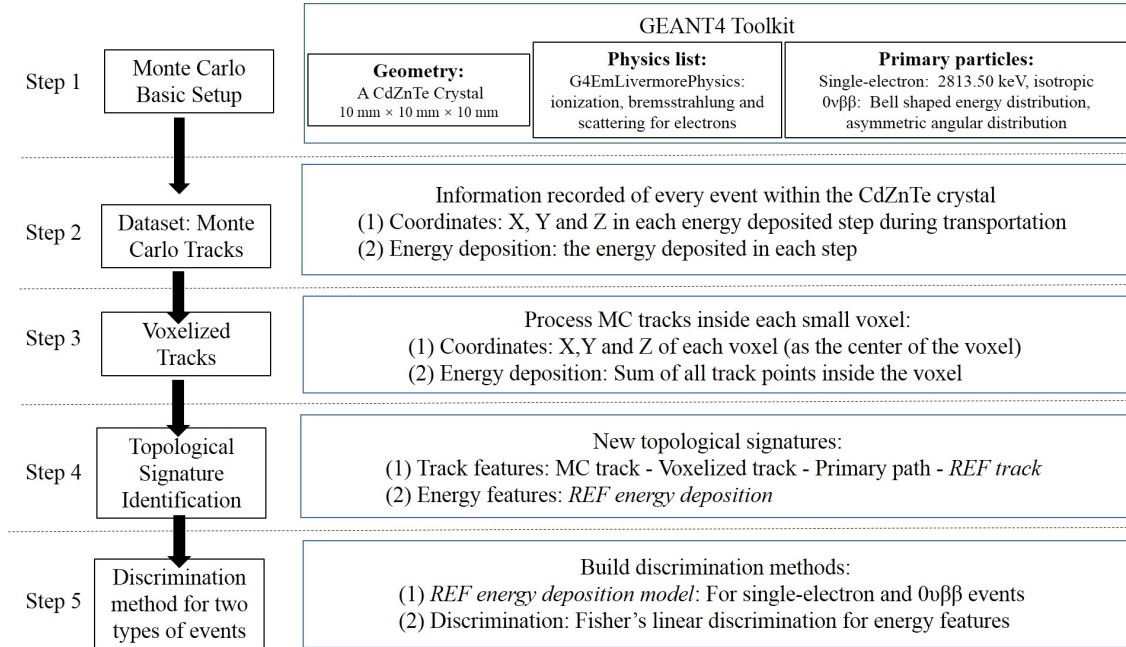 GEANT4 Toolkit
Step 1
Monte Carlo
Basic Setup
Geometry:
A CdZnTe Crystal
10 mm × 10 mm × 10 mm
Physics list:
G4EmLivermorePhysics:
ionization, bremsstrahlung and
scattering for electrons
Primary particles:
Single-electron: 2813.50 keV, isotropic
0νββ: Bell shaped energy distribution,
asymmetric angular distribution
Step 2
Dataset: Monte
Carlo Tracks
Information recorded of every event within the CdZnTe crystal
(1) Coordinates: X, Y and Z in each energy deposited step during transportation
(2) Energy deposition: the energy deposited in each step
Step 3
Voxelized
Tracks
Process MC tracks inside each small voxel:
(1) Coordinates: X,Y and Z of each voxel (as the center of the voxel)
(2) Energy deposition: Sum of all track points inside the voxel
Step 4
Topological
Signature
Identification
New topological signatures:
(1) Track features: MC track - Voxelized track - Primary path - REF track
(2) Energy features: REF energy deposition
Step 5
Discrimination
method for two
types of events
Build discrimination methods:
(1) REF energy deposition model: For single-electron and 0υββ events
(2) Discrimination: Fisher's linear discrimination for energy features